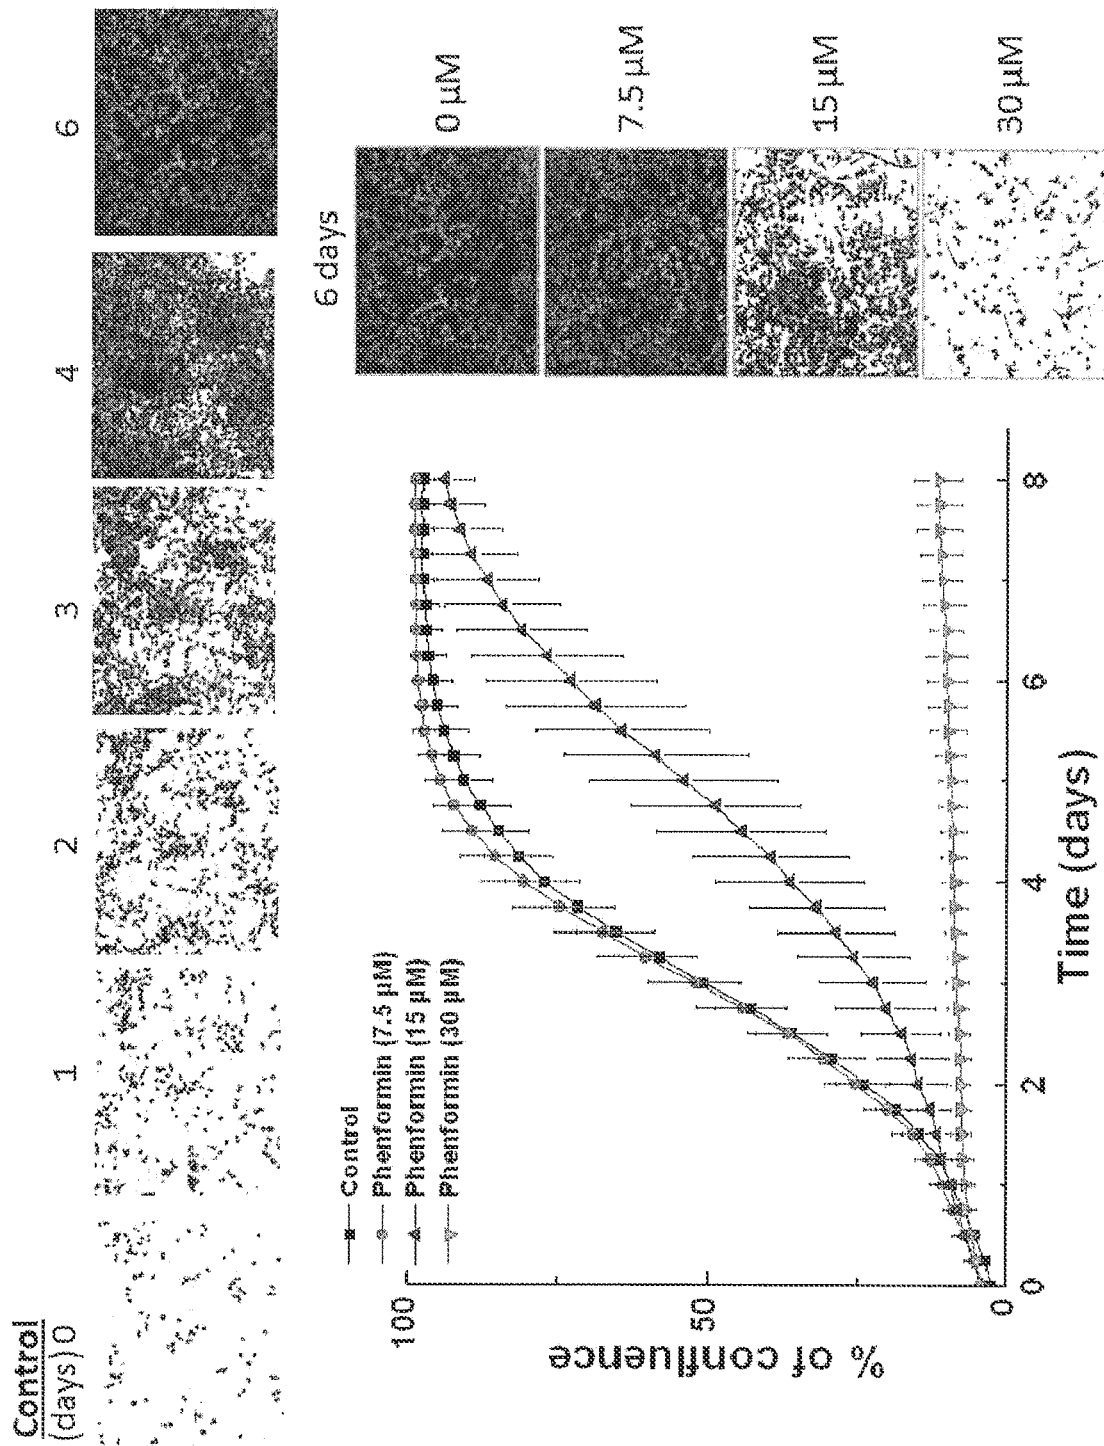 Control
(days) 0 1 2 3 4 6
Control
Phenformin (7.5 µM)
Phenformin (15 µM)
Phenformin (30 µM)
% of confluence
100
50
0
0 2 4 6 8
Time (days)
6 days
0 µM
7.5 µM
15 µM
30 µM